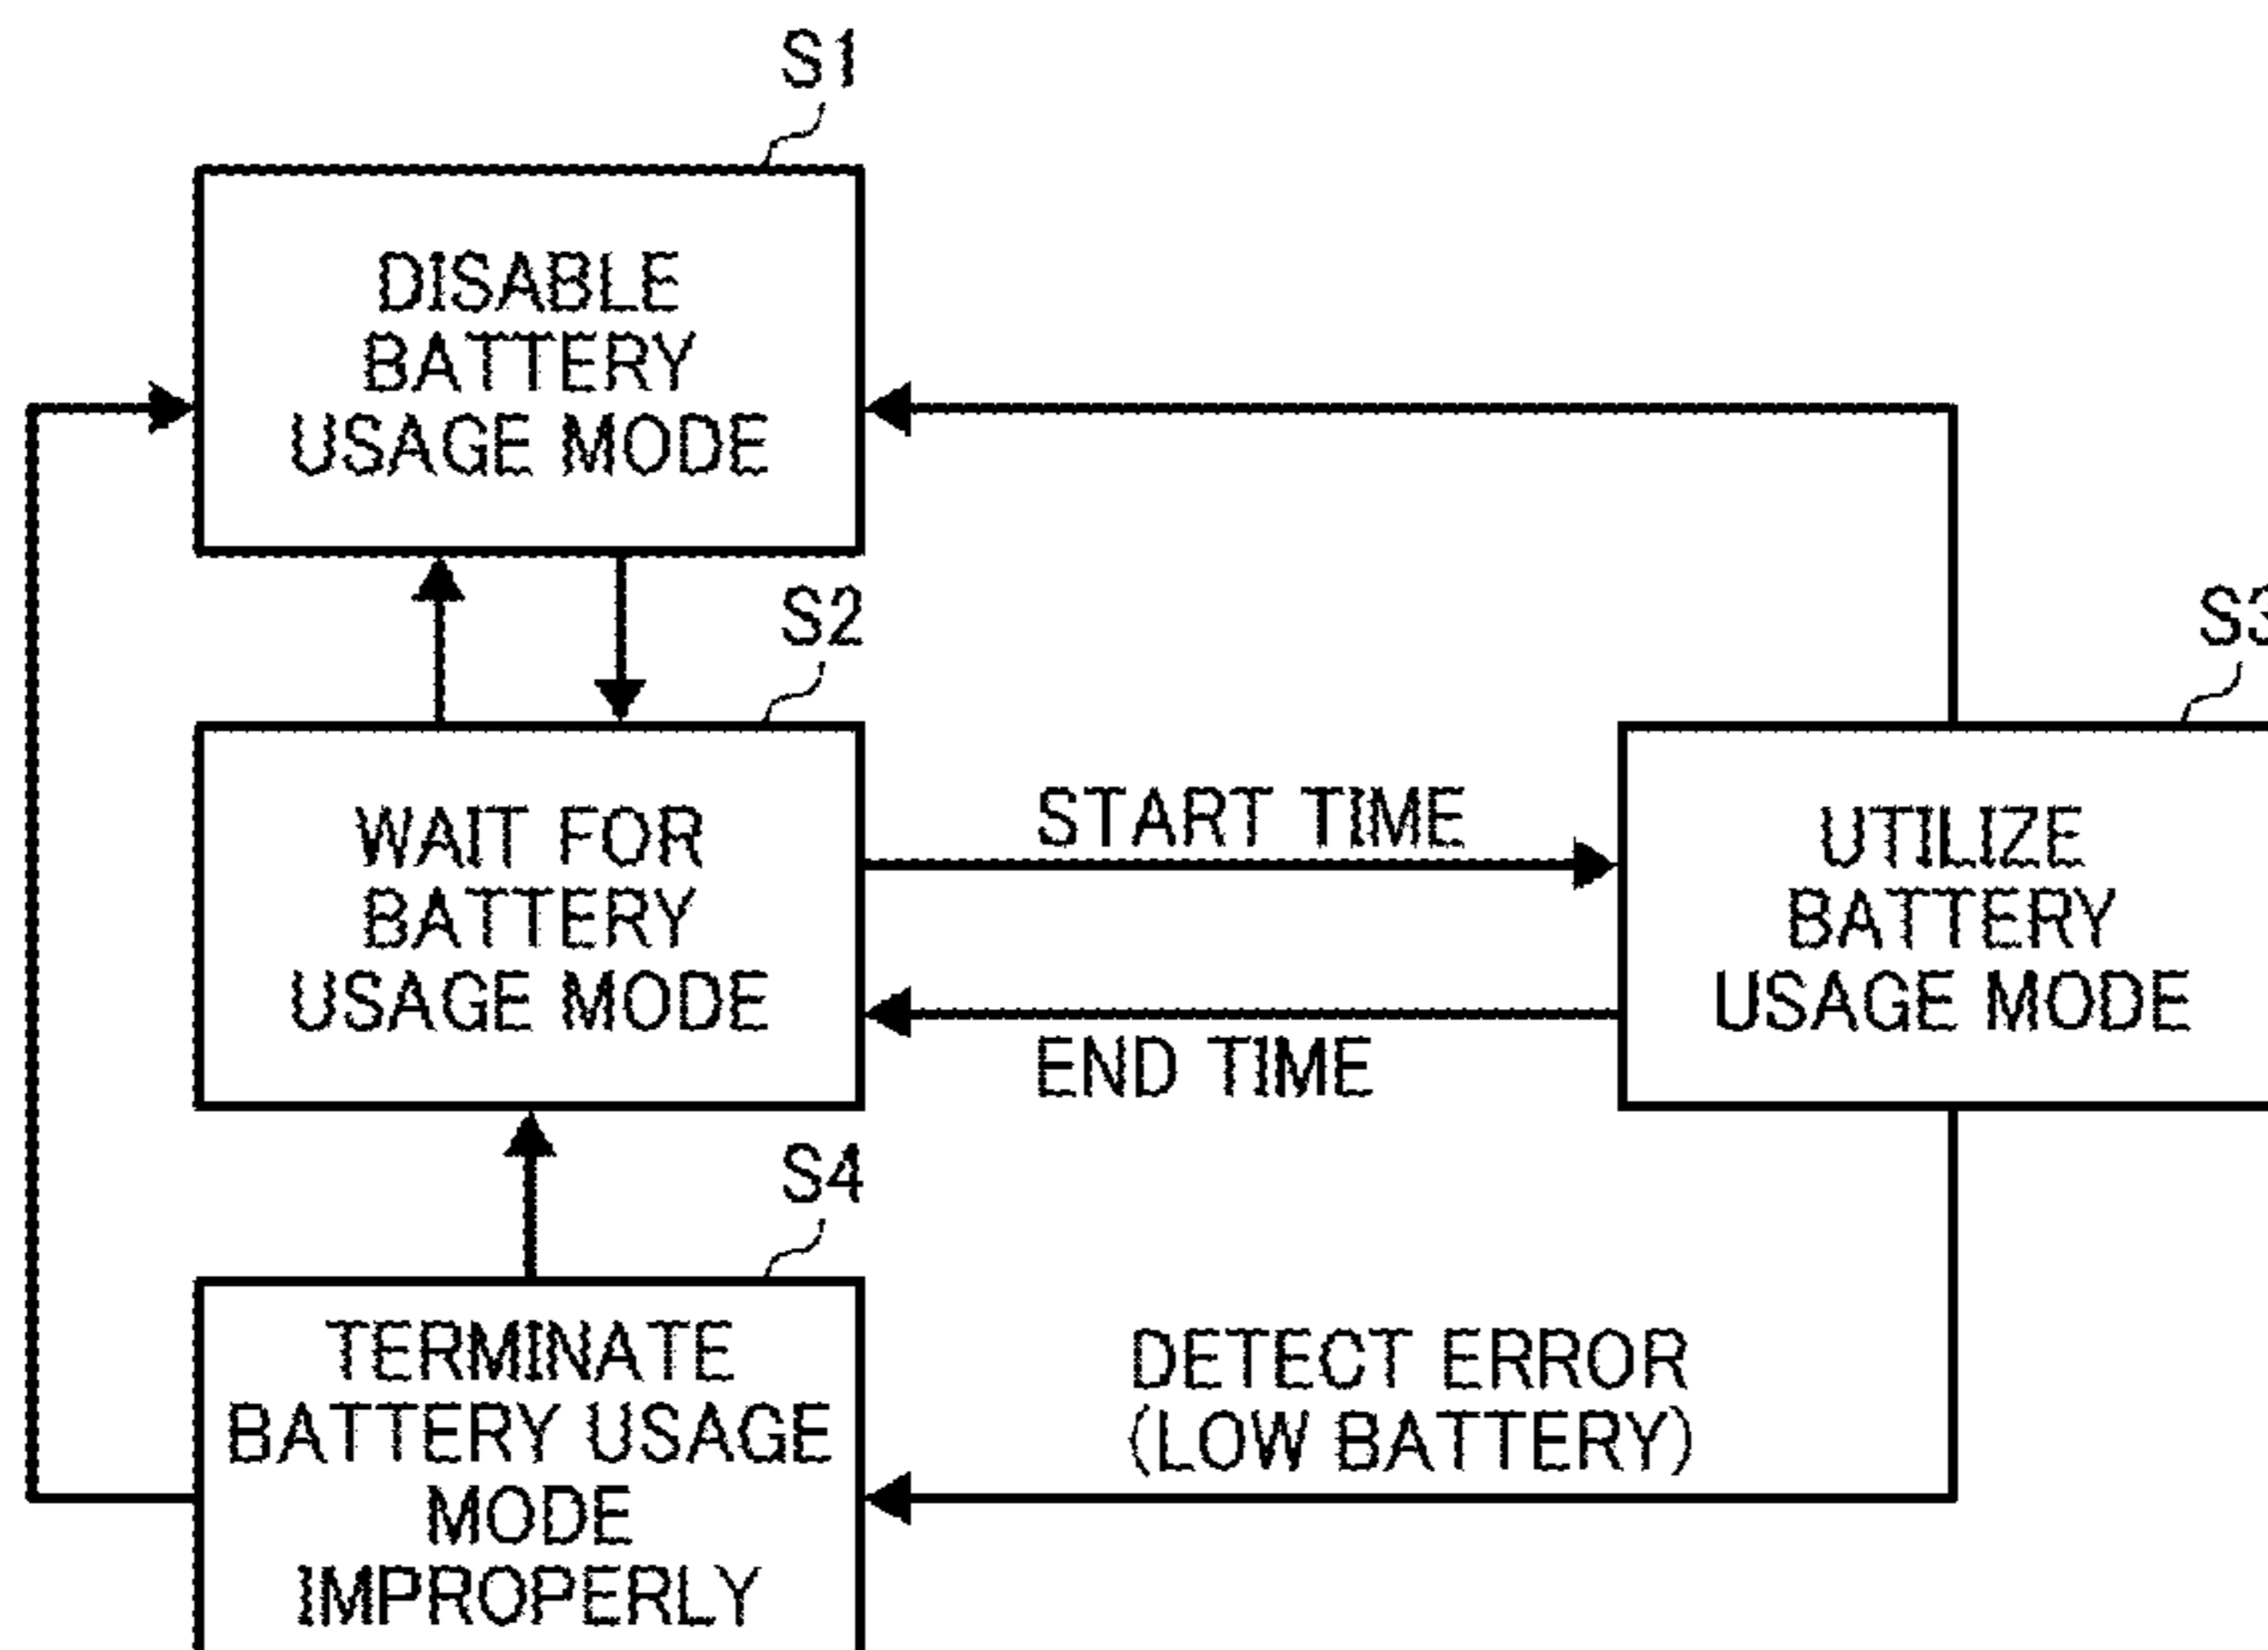 S1
DISABLE
BATTERY
USAGE MODE
S2
S3
WAIT FOR
BATTERY
USAGE MODE
START TIME
END TIME
UTILIZE
BATTERY
USAGE MODE
S4
TERMINATE
BATTERY USAGE
MODE
IMPROPERLY
DETECT ERROR
(LOW BATTERY)